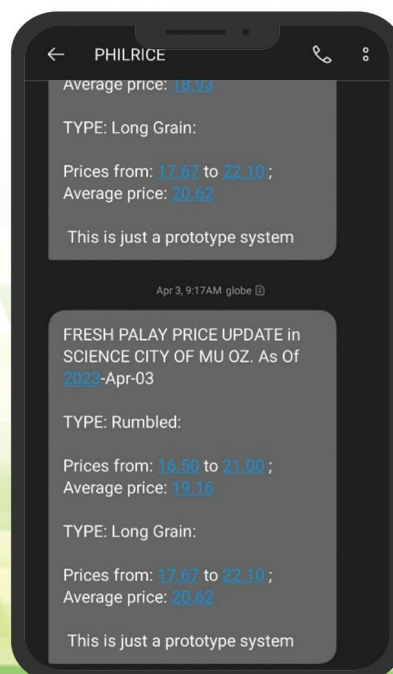 PHILRICE
Average price: 18.93
TYPE: Long Grain:
Prices from: 17.67 to 22.10 ;
Average price: 20.62
This is just a prototype system
Apr 3, 9:17AM globe 2
FRESH PALAY PRICE UPDATE in
SCIENCE CITY OF MU OZ. As Of
2023-Apr-03
TYPE: Rumbled:
Prices from: 16.50 to 21.00 ;
Average price: 19.16
TYPE: Long Grain:
Prices from: 17.67 to 22.10 ;
Average price: 20.62
This is just a prototype system